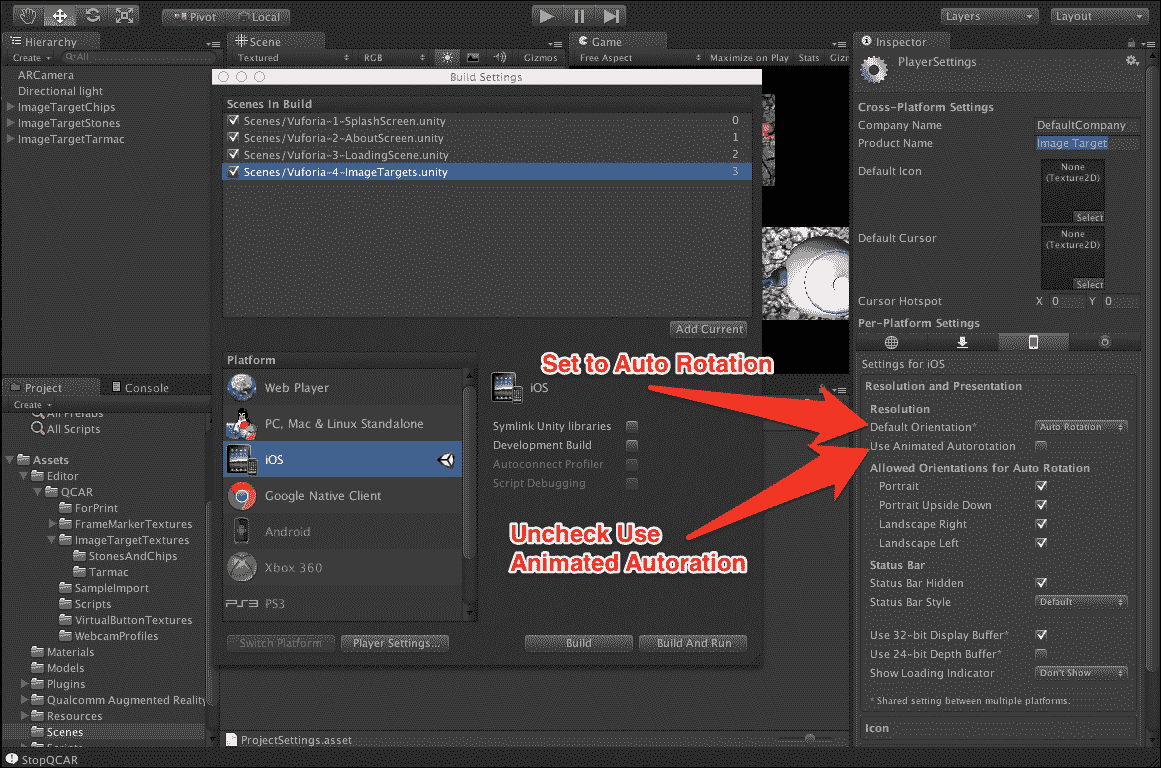 Pivot
Local
Layers
Layout
Hierarchy
Create
All
ARCamera
Directional light
ImageTargetChips
ImageTargetStones
ImageTargetTarmac
Scene
Textured
RGB
Gizmos
Game
Free Aspect
Maximize on Play
Stats
Giz
Build Settings
Scenes In Build
Scenes/Vuforia-1-SplashScreen.unity 0
Scenes/Vuforia-2-AboutScreen.unity 1
Scenes/Vuforia-3-LoadingScene.unity 2
Scenes/Vuforia-4-ImageTargets.unity 3
Add Current
Platform
Web Player
PC, Mac & Linux Standalone
iOS
Google Native Client
Android
Xbox 360
PS3
iOS
Symlink Unity libraries
Development Build
Autoconnect Profiler
Script Debugging
Switch Platform
Player Settings...
Build
Build And Run
Set to Auto Rotation
Uncheck Use
Animated Autoration
Project
Console
Create
All Prefabs
All Scripts
Assets
Editor
QCAR
ForPrint
FrameMarkerTextures
ImageTargetTextures
StonesAndChips
Tarmac
SampleImport
Scripts
VirtualButtonTextures
WebcamProfiles
Materials
Models
Plugins
Qualcomm Augmented Reality
Resources
Scenes
Scripts
ProjectSettings.asset
StopQCAR
Inspector
PlayerSettings
Cross-Platform Settings
Company Name DefaultCompany
Product Name Image Target
Default Icon
None
(Texture2D)
Select
Default Cursor
None
(Texture2D)
Select
Cursor Hotspot X 0 Y 0
Per-Platform Settings
Settings for iOS
Resolution and Presentation
Resolution
Default Orientation* Auto Rotation
Use Animated Autorotation
Allowed Orientations for Auto Rotation
Portrait
Portrait Upside Down
Landscape Right
Landscape Left
Status Bar
Status Bar Hidden
Status Bar Style Default
Use 32-bit Display Buffer*
Use 24-bit Depth Buffer*
Show Loading Indicator Don't Show
* Shared setting between multiple platforms.
Icon